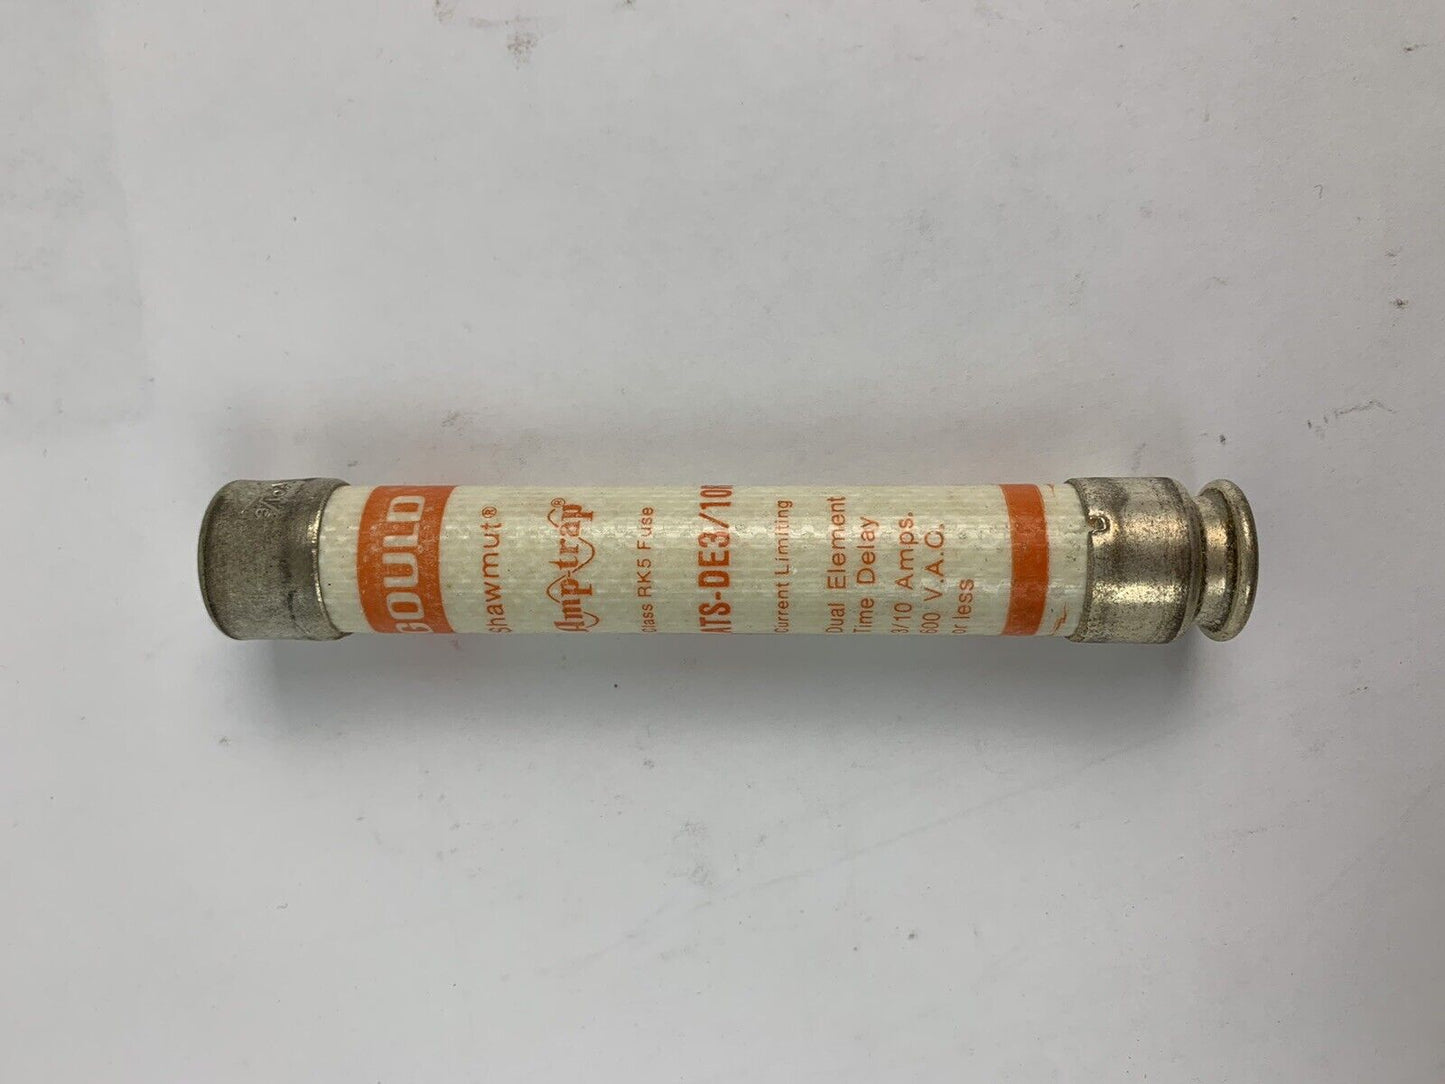 GOULD
Shawmut®
Amp-trap®
Class RK5 Fuse
ATS-DE3/10R
Current Limiting
Dual Element
Time Delay
3/10 Amps.
600 V.A.C.
or less